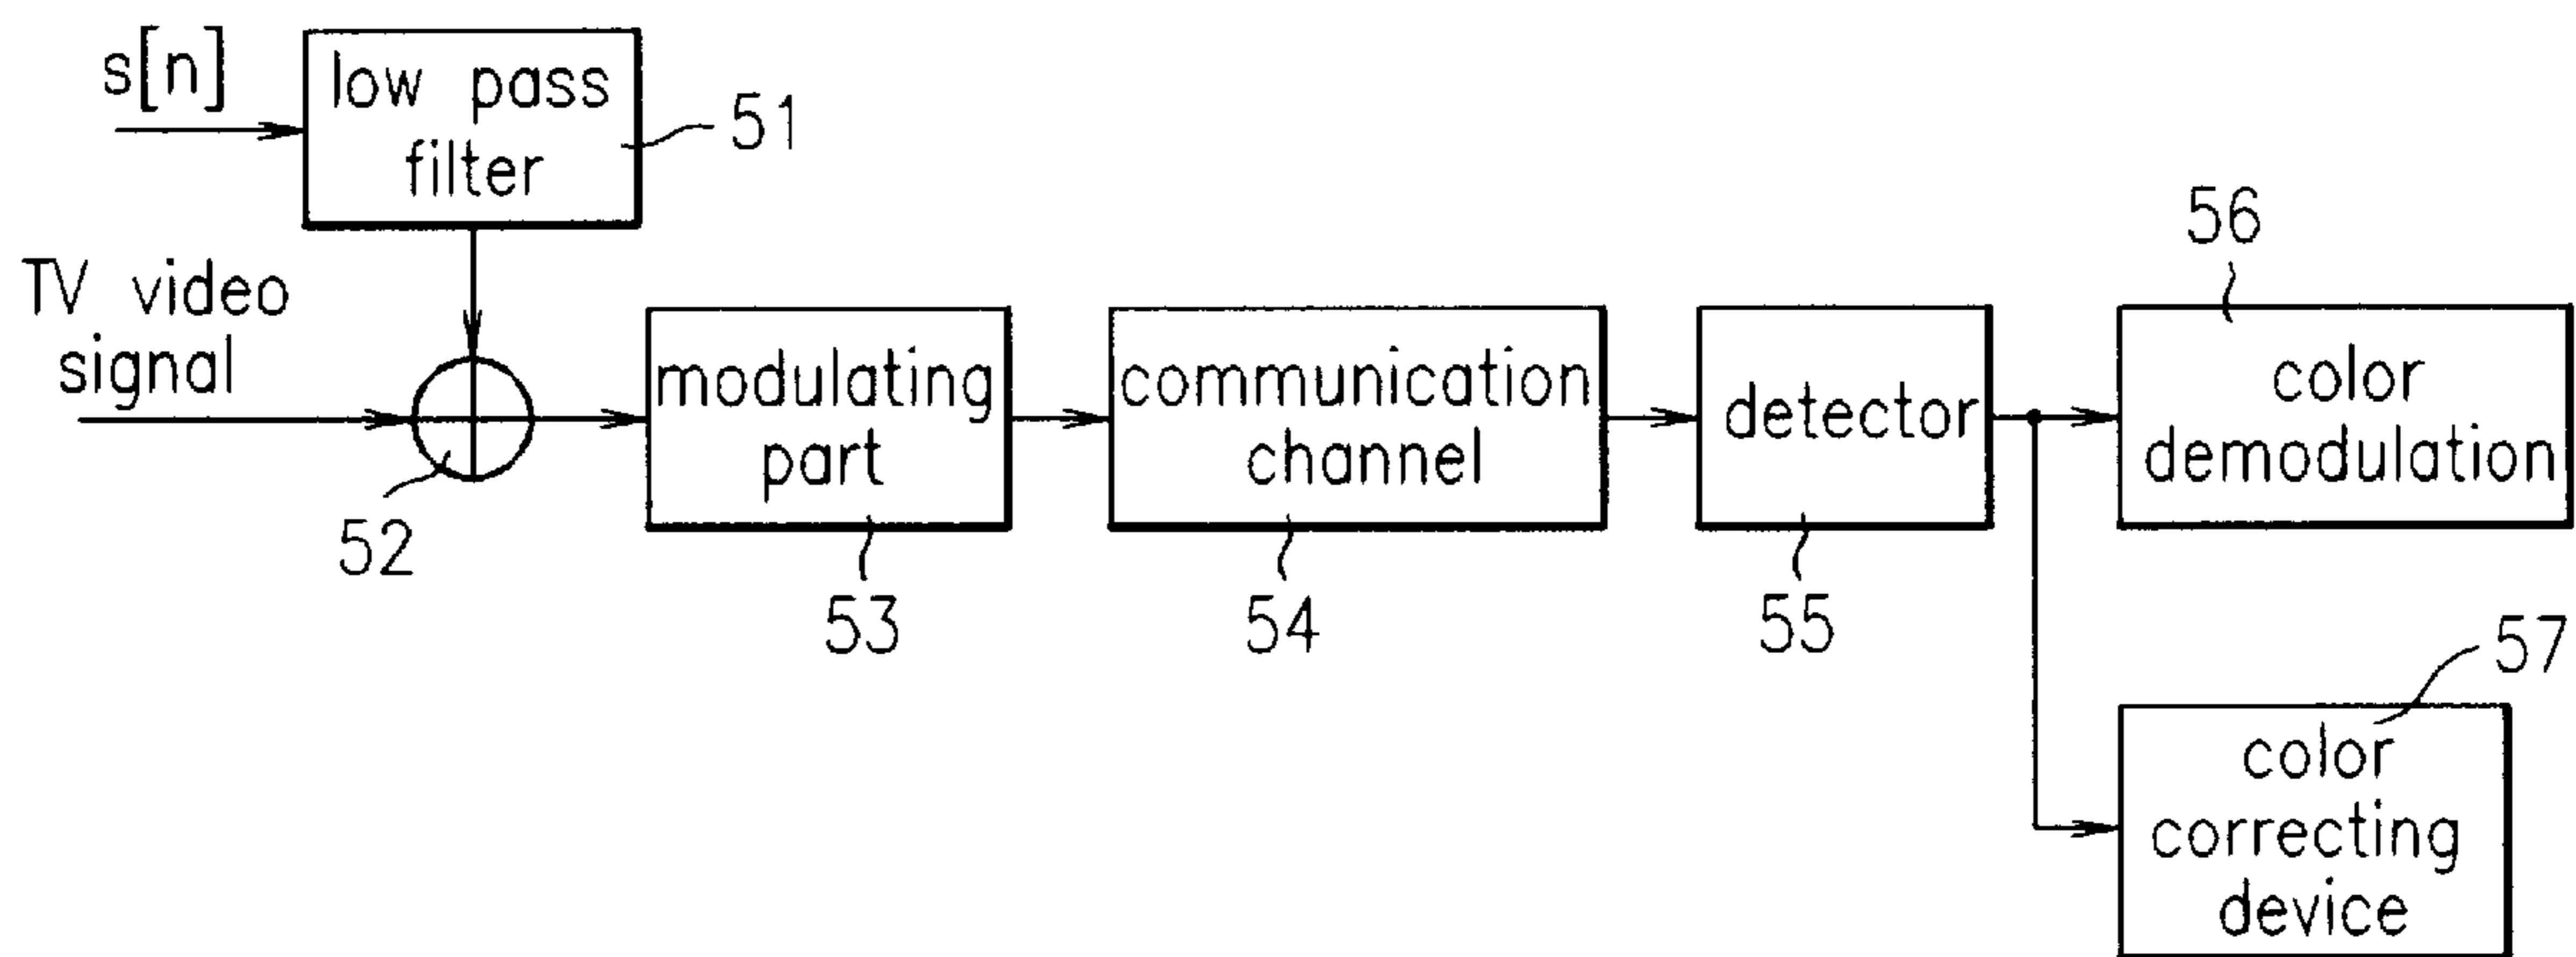 s[n]
low pass
filter
51
TV video
signal
52
modulating
part
53
communication
channel
54
detector
55
56
color
demodulation
57
color
correcting
device